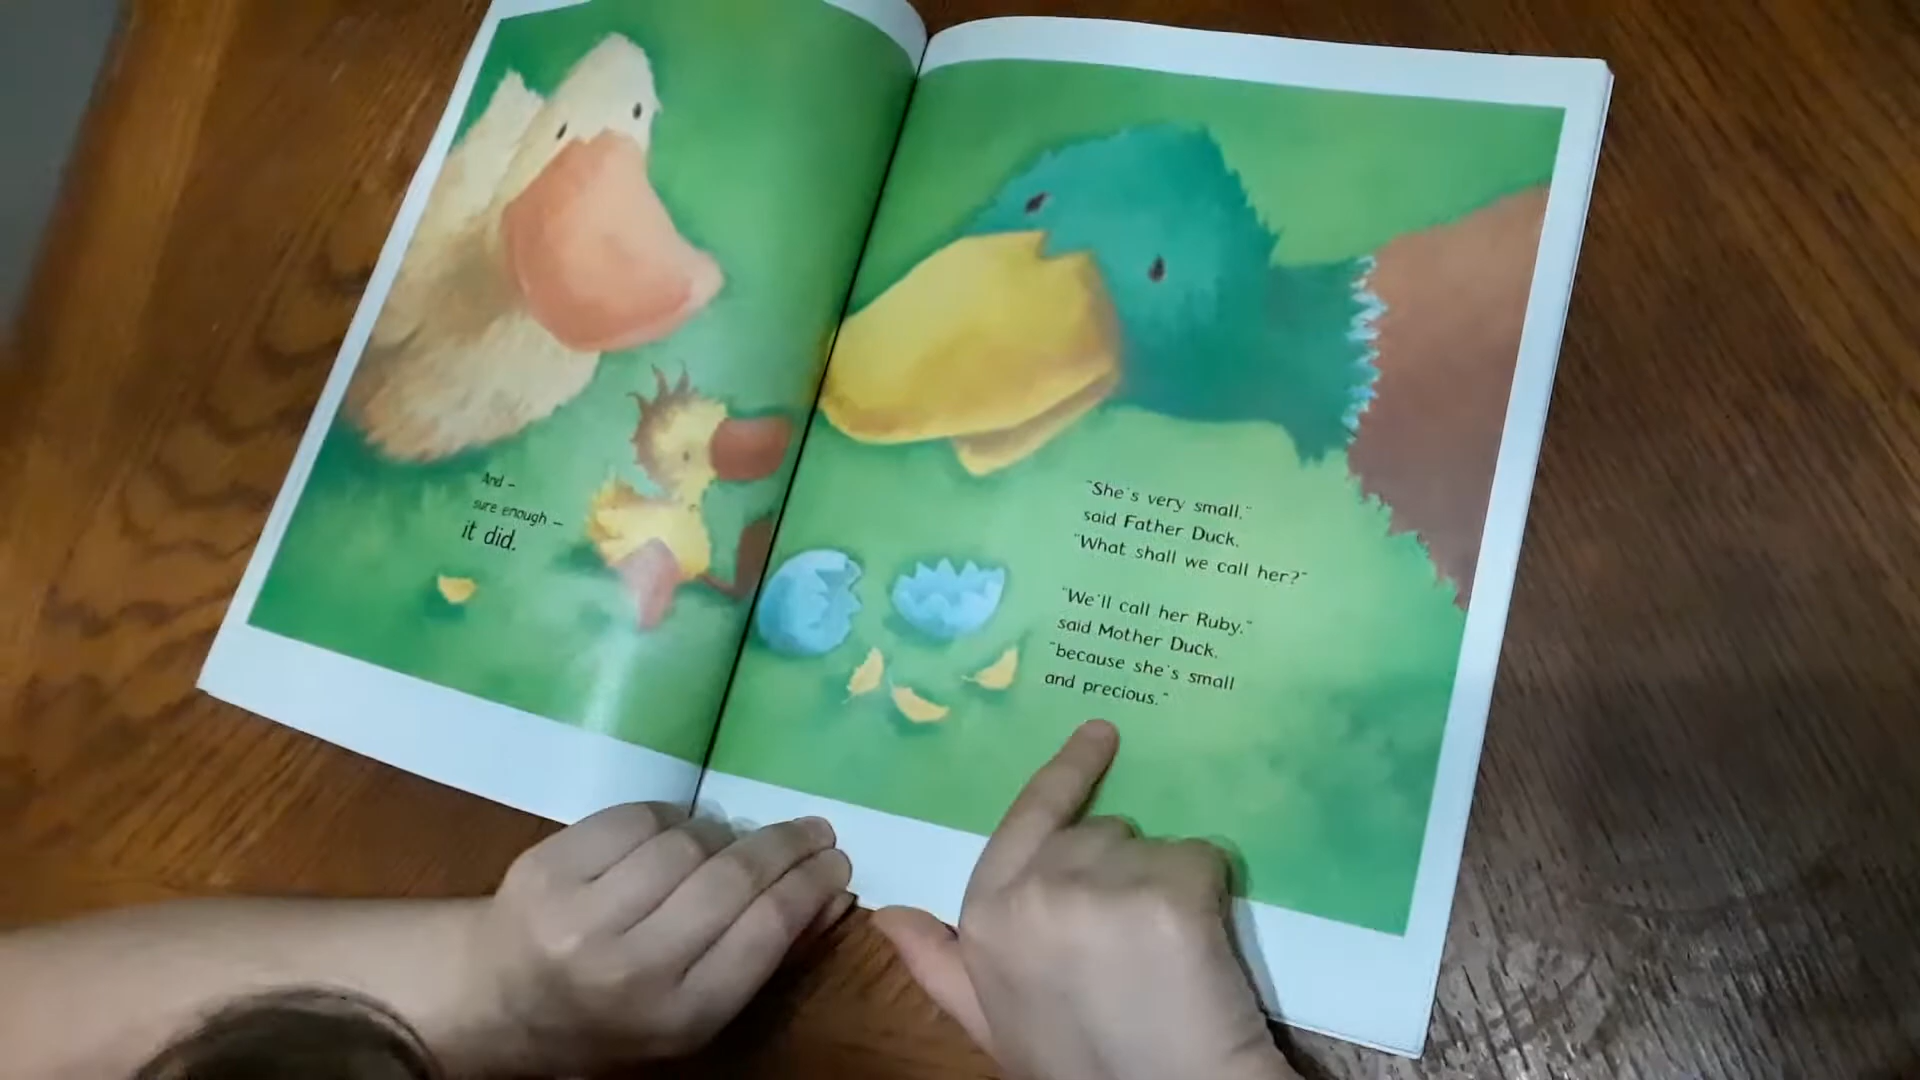 And –
sure enough –
it did.
"She's very small."
said Father Duck.
"What shall we call her?"
"We'll call her Ruby."
said Mother Duck.
"because she's small
and precious."